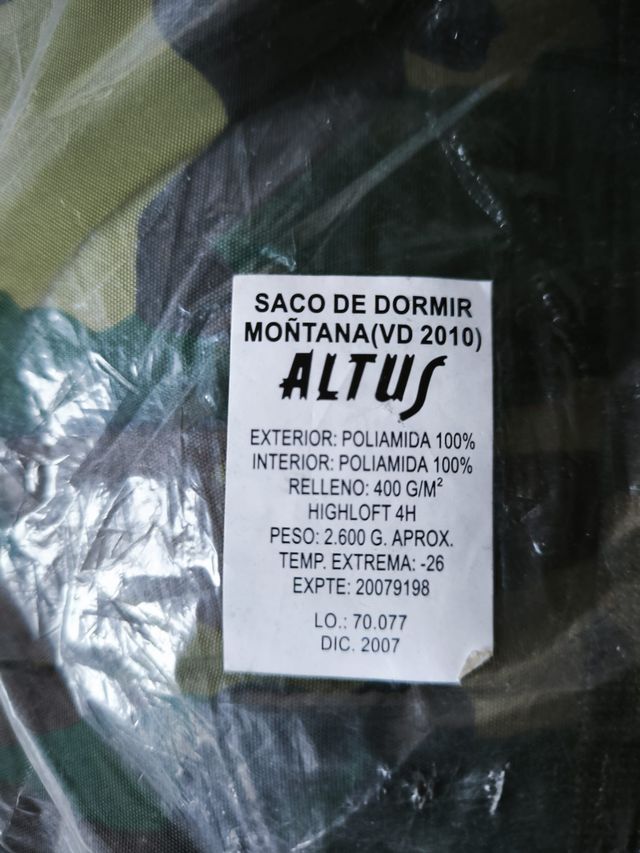 SACO DE DORMIR
MOÑTANA(VD 2010)
ALTUS
EXTERIOR: POLIAMIDA 100%
INTERIOR: POLIAMIDA 100%
RELLENO: 400 G/M²
HIGHLOFT 4H
PESO: 2.600 G. APROX.
TEMP. EXTREMA: -26
EXPTE: 20079198
LO.: 70.077
DIC. 2007